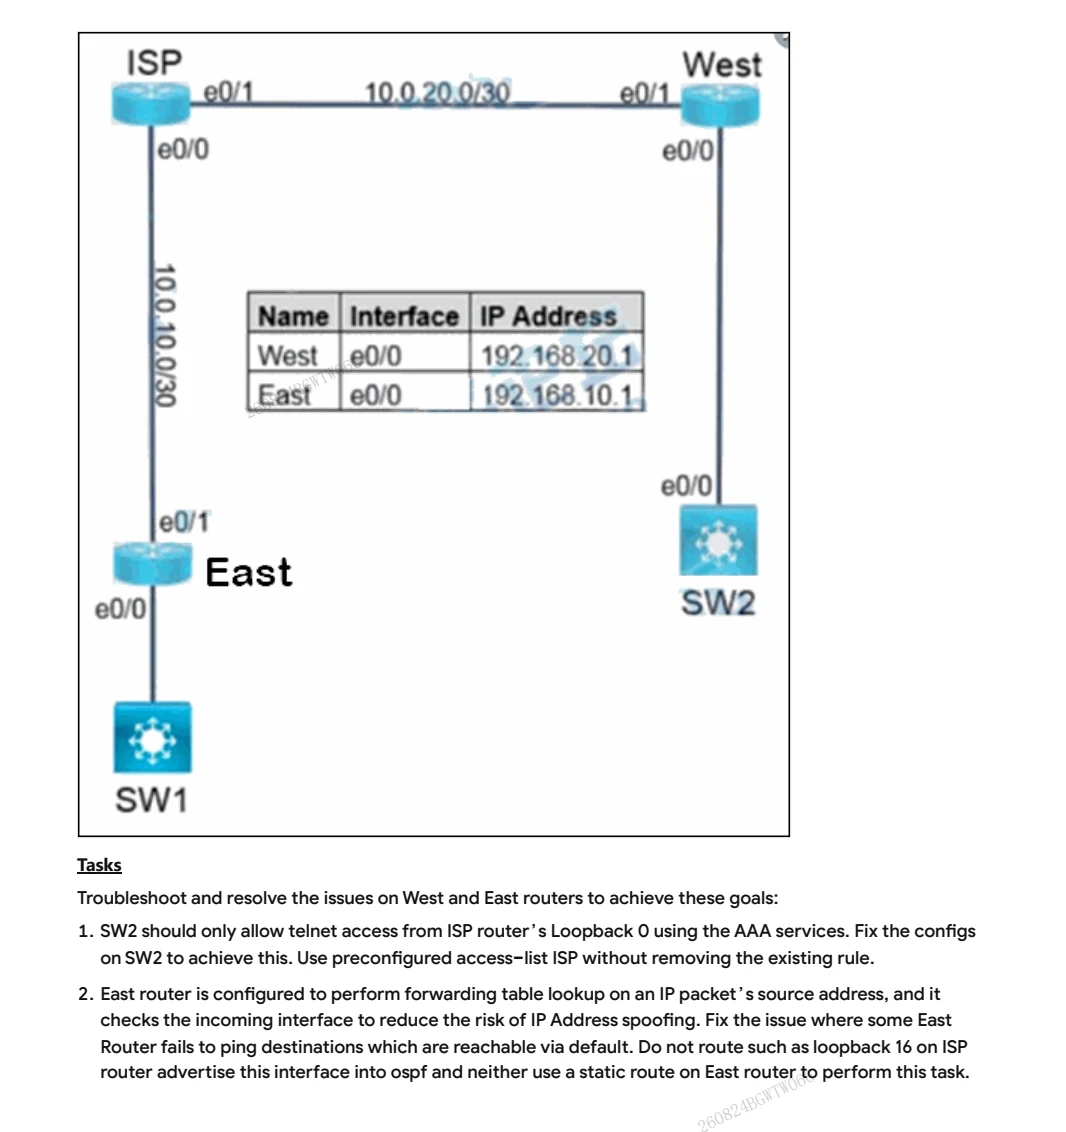 ISP
West
e0/1
10.0.20.0/30
e0/1
e0/0
e0/0
10.0.10.0/30
Name Interface IP Address
West e0/0 192.168.20.1
East e0/0 192.168.10.1
e0/0
e0/1
East
SW2
e0/0
SW1
Tasks
Troubleshoot and resolve the issues on West and East routers to achieve these goals:
1. SW2 should only allow telnet access from ISP router's Loopback 0 using the AAA services. Fix the configs
on SW2 to achieve this. Use preconfigured access-list ISP without removing the existing rule.
2. East router is configured to perform forwarding table lookup on an IP packet's source address, and it
checks the incoming interface to reduce the risk of IP Address spoofing. Fix the issue where some East
Router fails to ping destinations which are reachable via default. Do not route such as loopback 16 on ISP
router advertise this interface into ospf and neither use a static route on East router to perform this task.